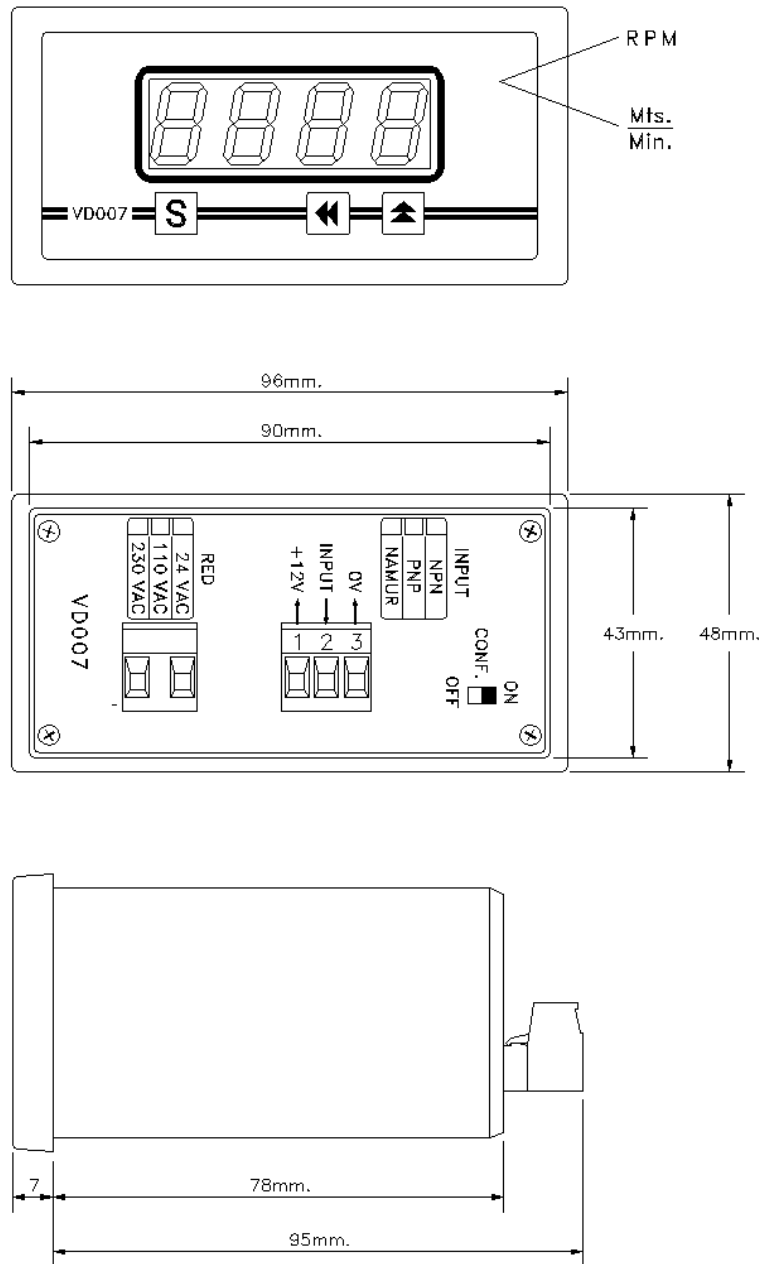 RPM
Mts.
Min.
8888
VD007
S
96mm.
90mm.
RED
24 VAC
110 VAC
230 VAC
VD007
+12V
INPUT
0V
1 2 3
INPUT
NPN
PNP
NAMUR
CONF.
ON
OFF
43mm.
48mm.
7
78mm.
95mm.